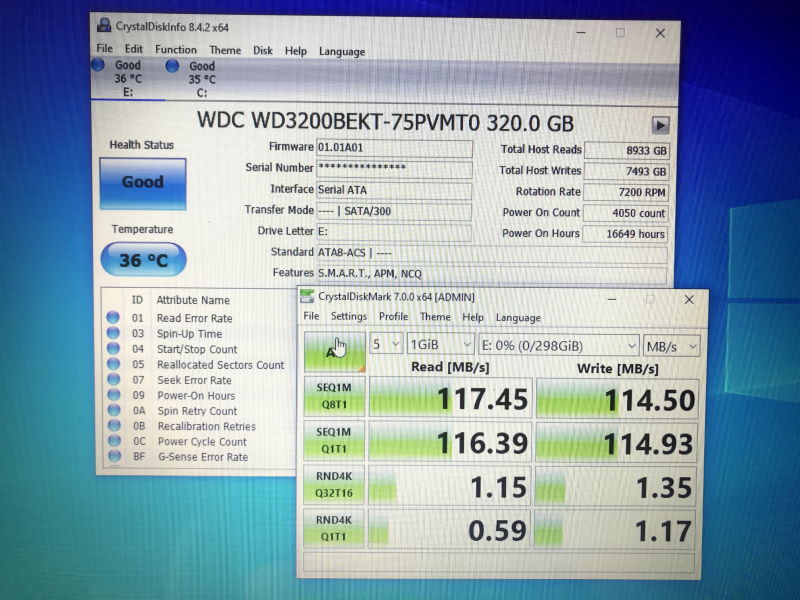 CrystalDiskInfo 8.4.2 x64
File Edit Function Theme Disk Help Language
Good Good
36 °C 35 °C
E: C:
WDC WD3200BEKT-75PVMT0 320.0 GB
Health Status
Good
Temperature
36 °C
Firmware 01.01A01
Serial Number ***************
Interface Serial ATA
Transfer Mode ---- | SATA/300
Drive Letter E:
Standard ATA8-ACS | ----
Features S.M.A.R.T., APM, NCQ
Total Host Reads 8933 GB
Total Host Writes 7493 GB
Rotation Rate 7200 RPM
Power On Count 4050 count
Power On Hours 16649 hours
ID Attribute Name
01 Read Error Rate
03 Spin-Up Time
04 Start/Stop Count
05 Reallocated Sectors Count
07 Seek Error Rate
09 Power-On Hours
0A Spin Retry Count
0B Recalibration Retries
0C Power Cycle Count
BF G-Sense Error Rate
CrystalDiskMark 7.0.0 x64 [ADMIN]
File Settings Profile Theme Help Language
5 1GiB E: 0% (0/298GiB) MB/s
Read [MB/s] Write [MB/s]
SEQ1M
Q8T1 117.45 114.50
SEQ1M
Q1T1 116.39 114.93
RND4K
Q32T16 1.15 1.35
RND4K
Q1T1 0.59 1.17